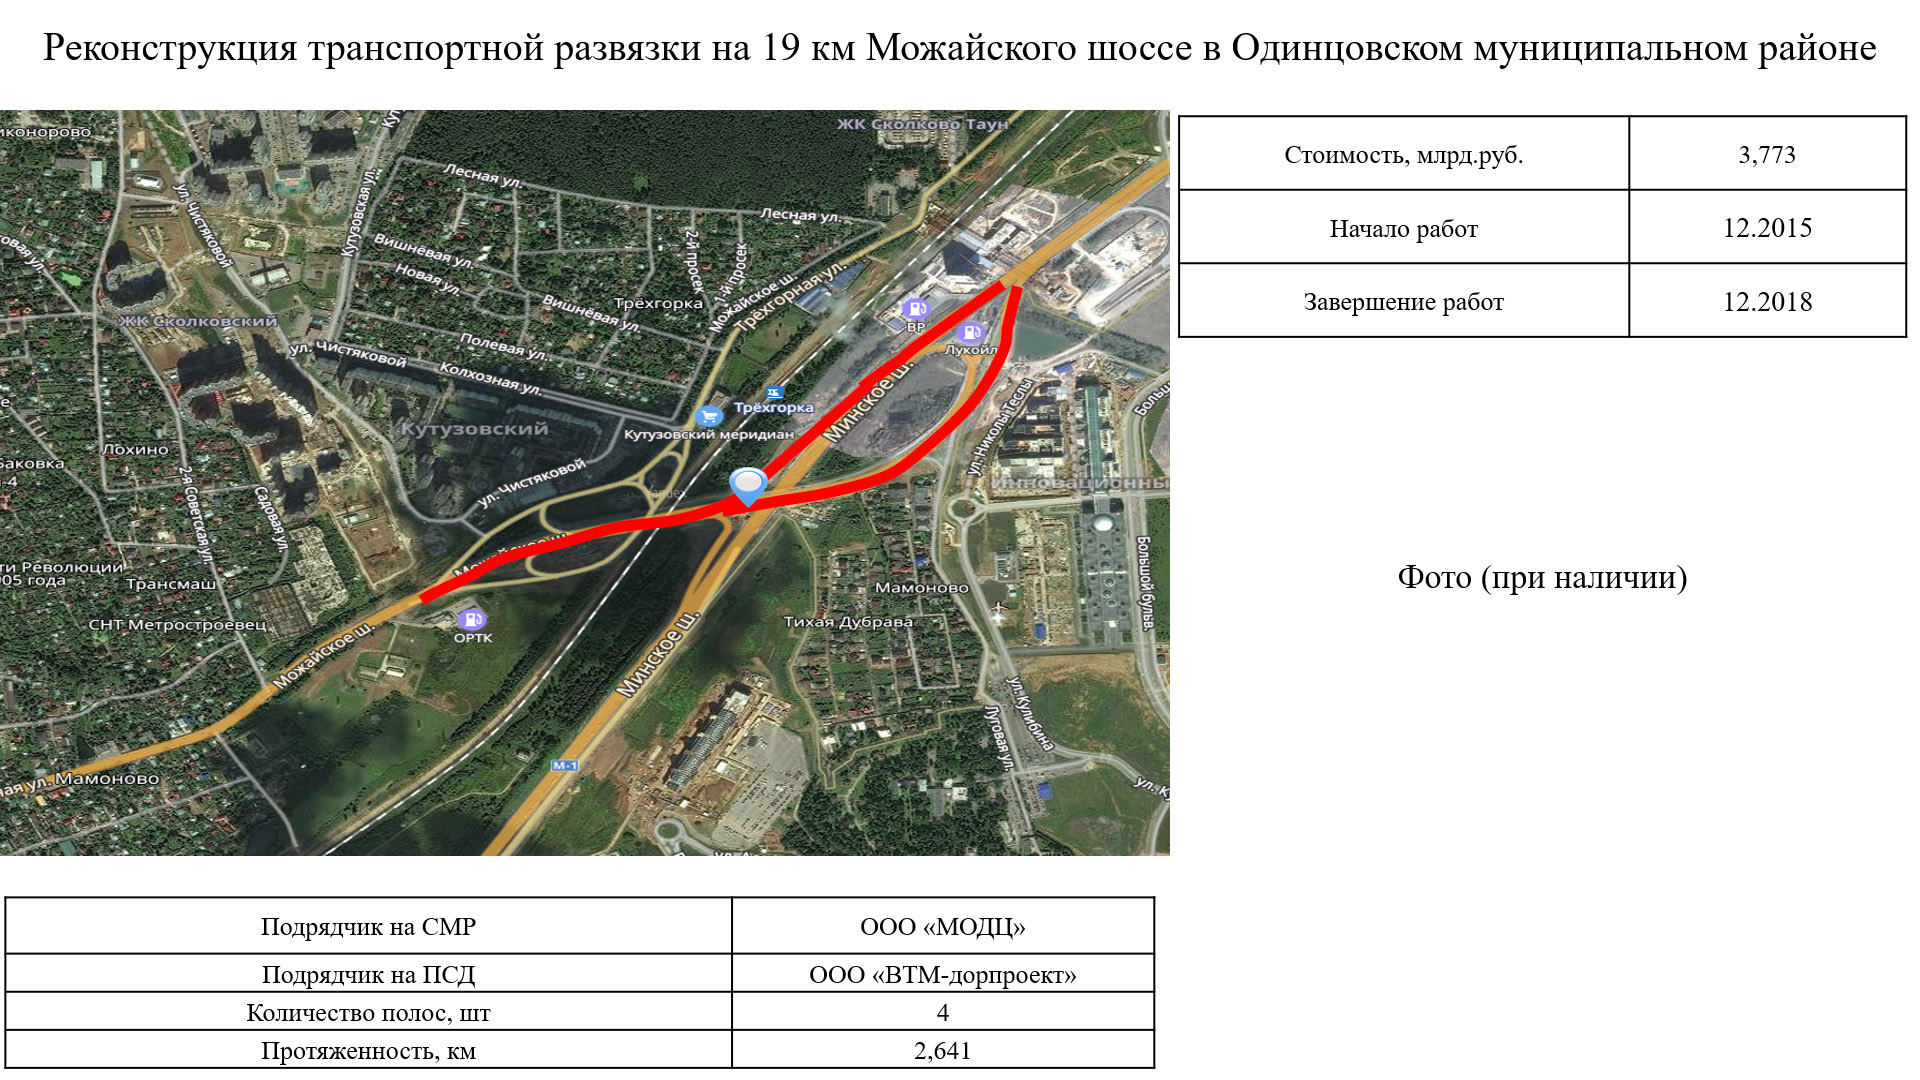 Реконструкция транспортной развязки на 19 км Можайского шоссе в Одинцовском муниципальном районе
ЖК Сколково Таун
иконорово
Лесная ул.
Лесная ул.
ул. Чистяковой
Кутузовская ул.
Вишнёвая ул.
Новая ул.
2-й просек
1-й просек
Можайское ш.
Трёхгорная ул.
Трёхгорка
Вишнёвая ул.
ЖК Сколковский
BP
Лукойл
ул. Чистяковой
Полевая ул.
Колхозная ул.
Трёхгорка
Кутузовский
Кутузовский меридиан
Минское ш.
ул. Николы Теслы
Лохино
баковка
-4
2-я Советская ул.
Садовая ул.
ул. Чистяковой
Yandex
Инновационны
Можайское ш.
ти Революции
05 года
Трансмаш
СНТ Метростроевец
Можайское ш.
ОРТК
Минское ш.
Мамоново
Тихая Дубрава
Большой бульв.
ул. Кулибина
Луговая ул.
М-1
ная ул.
Мамоново
Стоимость, млрд.руб. 3,773
Начало работ 12.2015
Завершение работ 12.2018
Фото (при наличии)
Подрядчик на СМР ООО «МОДЦ»
Подрядчик на ПСД ООО «ВТМ-дорпроект»
Количество полос, шт 4
Протяженность, км 2,641